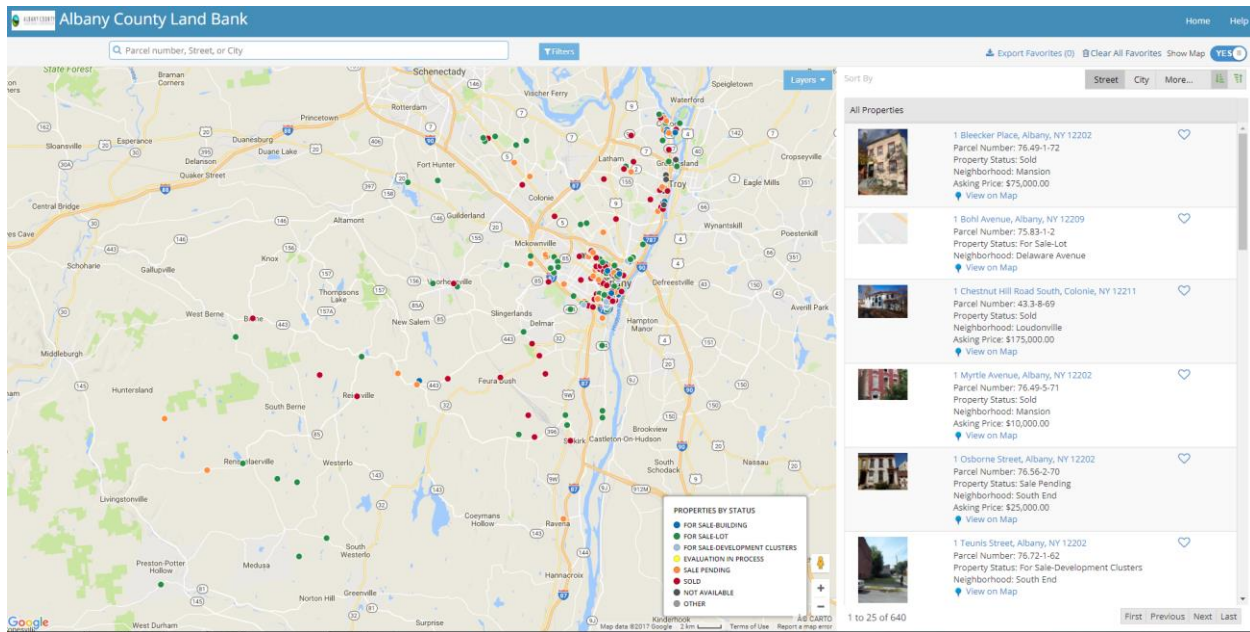 Albany County Land Bank
Home
Help
Parcel number, Street, or City
Filters
Export Favorites (0)
Clear All Favorites
Show Map
YES
Layers
Sort By
Street
City
More...
All Properties
1 Bleecker Place, Albany, NY 12202
Parcel Number: 76.49-1-72
Property Status: Sold
Neighborhood: Mansion
Asking Price: $75,000.00
View on Map
1 Bohl Avenue, Albany, NY 12209
Parcel Number: 75.83-1-2
Property Status: For Sale-Lot
Neighborhood: Delaware Avenue
View on Map
1 Chestnut Hill Road South, Colonie, NY 12211
Parcel Number: 43.3-8-69
Property Status: Sold
Neighborhood: Loudonville
Asking Price: $175,000.00
View on Map
1 Myrtle Avenue, Albany, NY 12202
Parcel Number: 76.49-5-71
Property Status: Sold
Neighborhood: Mansion
Asking Price: $10,000.00
View on Map
1 Osborne Street, Albany, NY 12202
Parcel Number: 76.56-2-70
Property Status: Sale Pending
Neighborhood: South End
Asking Price: $25,000.00
View on Map
1 Teunis Street, Albany, NY 12202
Parcel Number: 76.72-1-62
Property Status: For Sale-Development Clusters
Neighborhood: South End
View on Map
1 to 25 of 640
First
Previous
Next
Last
State Forest
Braman Corners
Schenectady
Vischer Ferry
Speigletown
Waterford
Rotterdam
Princetown
Esperance
Sloansville
Duanesburg
Delanson
Duane Lake
Quaker Street
Fort Hunter
Latham
Cropseyville
Troy
Eagle Mills
Colonie
Central Bridge
Altamont
Guilderland
Wynantskill
Poestenkill
Mckownville
Knox
Schoharie
Gallupville
Thompsons Lake
Defreestville
Averill Park
West Berne
New Salem
Slingerlands
Delmar
Hampton Manor
Middleburgh
Huntersland
Feura Bush
South Berne
Brookview
Castleton-On-Hudson
Westerlo
South Schodack
Nassau
Livingstonville
Coeymans Hollow
Ravena
South Westerlo
Preston-Potter Hollow
Medusa
Hannacroix
Norton Hill
Greenville
Surprise
West Durham
Kinderhook
PROPERTIES BY STATUS
FOR SALE-BUILDING
FOR SALE-LOT
FOR SALE-DEVELOPMENT CLUSTERS
EVALUATION IN PROCESS
SALE PENDING
SOLD
NOT AVAILABLE
OTHER
Google
Map data ©2017 Google
2 km
Terms of Use
Report a map error
CARTO